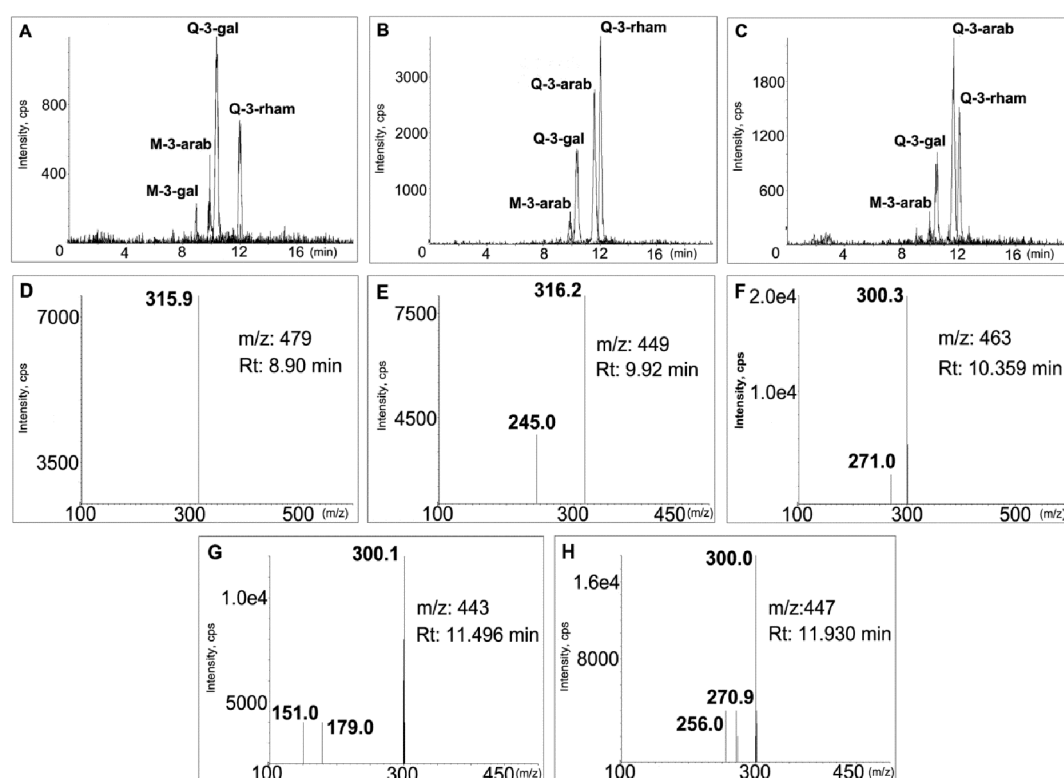 A
Q-3-gal
Q-3-rham
M-3-arab
M-3-gal
800
400
0
4
8
12
16 (min)
Intensity, cps
B
Q-3-rham
Q-3-arab
Q-3-gal
M-3-arab
3000
2000
1000
0
4
8
12
16 (min)
Intensity, cps
C
Q-3-arab
Q-3-rham
Q-3-gal
M-3-arab
1800
1200
600
0
4
8
12
16 (min)
Intensity, cps
D
315.9
7000
3500
m/z: 479
Rt: 8.90 min
100
300
500 (m/z)
Intensity, cps
E
316.2
7500
4500
245.0
m/z: 449
Rt: 9.92 min
100
300
450 (m/z)
Intensity, cps
F
2.0e4
300.3
1.0e4
271.0
m/z: 463
Rt: 10.359 min
100
300
500 (m/z)
Intensity, cps
G
300.1
1.0e4
5000
151.0
179.0
m/z: 443
Rt: 11.496 min
100
300
450 (m/z)
Intensity, cps
H
300.0
1.6e4
8000
270.9
256.0
m/z:447
Rt: 11.930 min
100
300
450 (m/z)
Intensity, cps